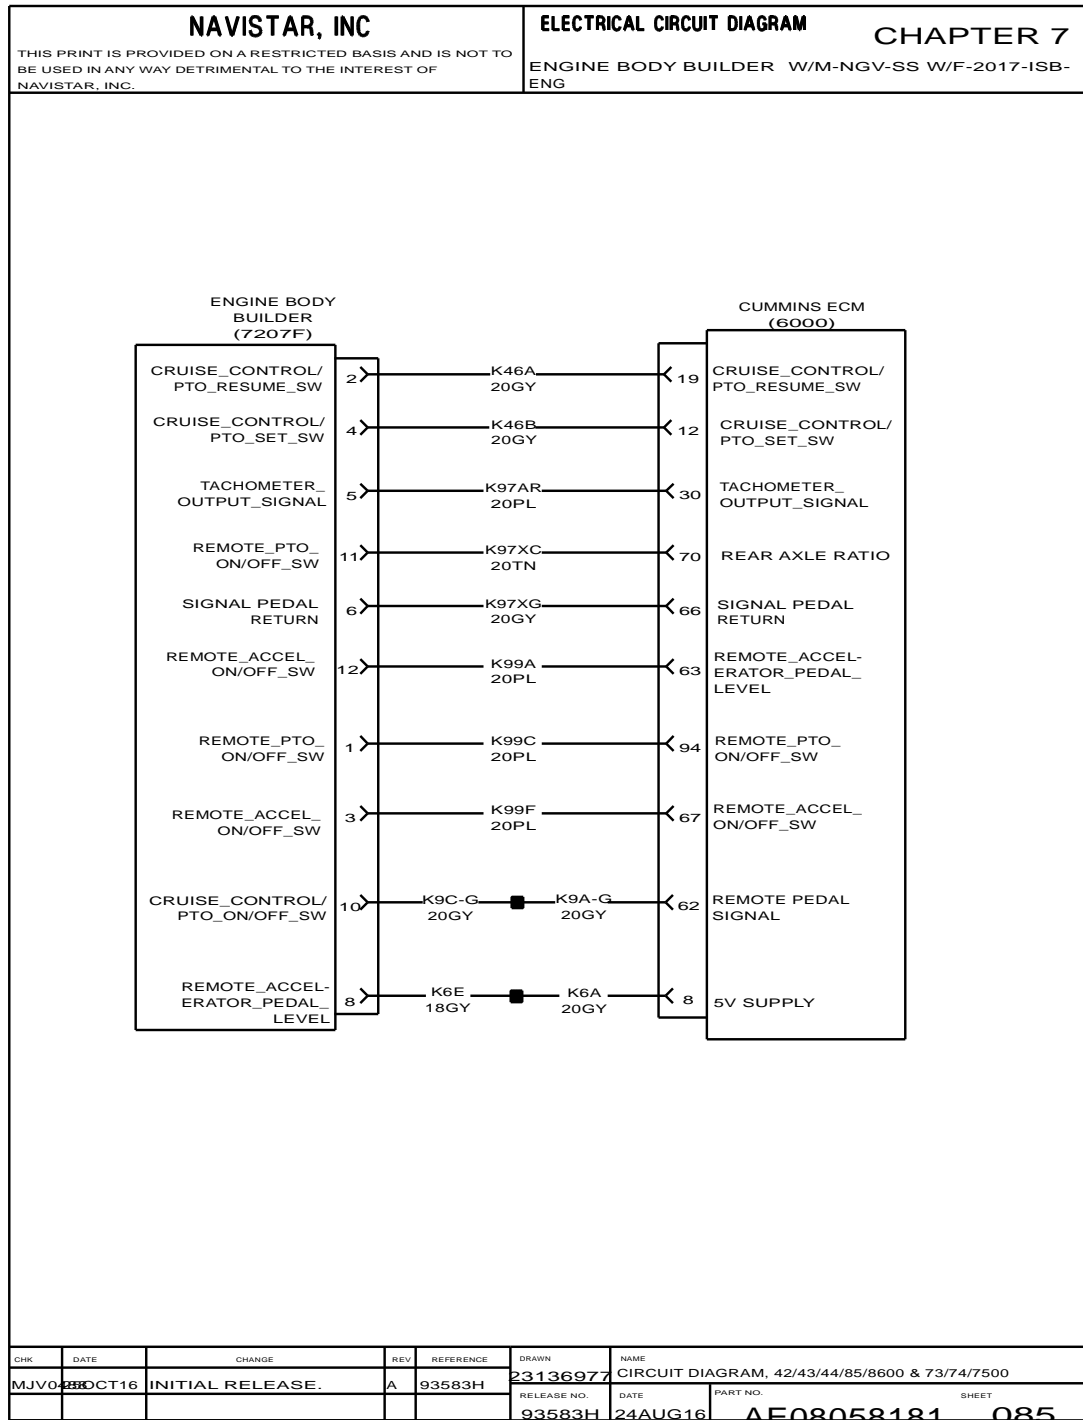 NAVISTAR, INC
THIS PRINT IS PROVIDED ON A RESTRICTED BASIS AND IS NOT TO
BE USED IN ANY WAY DETRIMENTAL TO THE INTEREST OF
NAVISTAR, INC.
ELECTRICAL CIRCUIT DIAGRAM
CHAPTER 7
ENGINE BODY BUILDER W/M-NGV-SS W/F-2017-ISB-
ENG
ENGINE BODY
BUILDER
(7207F)
CUMMINS ECM
(6000)
CRUISE_CONTROL/
PTO_RESUME_SW
2
K46A
20GY
19
CRUISE_CONTROL/
PTO_RESUME_SW
CRUISE_CONTROL/
PTO_SET_SW
4
K46B
20GY
12
CRUISE_CONTROL/
PTO_SET_SW
TACHOMETER_
OUTPUT_SIGNAL
5
K97AR
20PL
30
TACHOMETER_
OUTPUT_SIGNAL
REMOTE_PTO_
ON/OFF_SW
11
K97XC
20TN
70
REAR AXLE RATIO
SIGNAL PEDAL
RETURN
6
K97XG
20GY
66
SIGNAL PEDAL
RETURN
REMOTE_ACCEL_
ON/OFF_SW
12
K99A
20PL
63
REMOTE_ACCEL-
ERATOR_PEDAL_
LEVEL
REMOTE_PTO_
ON/OFF_SW
1
K99C
20PL
94
REMOTE_PTO_
ON/OFF_SW
REMOTE_ACCEL_
ON/OFF_SW
3
K99F
20PL
67
REMOTE_ACCEL_
ON/OFF_SW
CRUISE_CONTROL/
PTO_ON/OFF_SW
10
K9C-G
20GY
K9A-G
20GY
62
REMOTE PEDAL
SIGNAL
REMOTE_ACCEL-
ERATOR_PEDAL_
LEVEL
8
K6E
18GY
K6A
20GY
8
5V SUPPLY
CHK DATE CHANGE REV REFERENCE
OCT16 INITIAL RELEASE. A 93583H
DRAWN
23136977
NAME
CIRCUIT DIAGRAM, 42/43/44/85/8600 & 73/74/7500
RELEASE NO.
93583H
DATE
24AUG16
PART NO.
AE08058181
SHEET
085